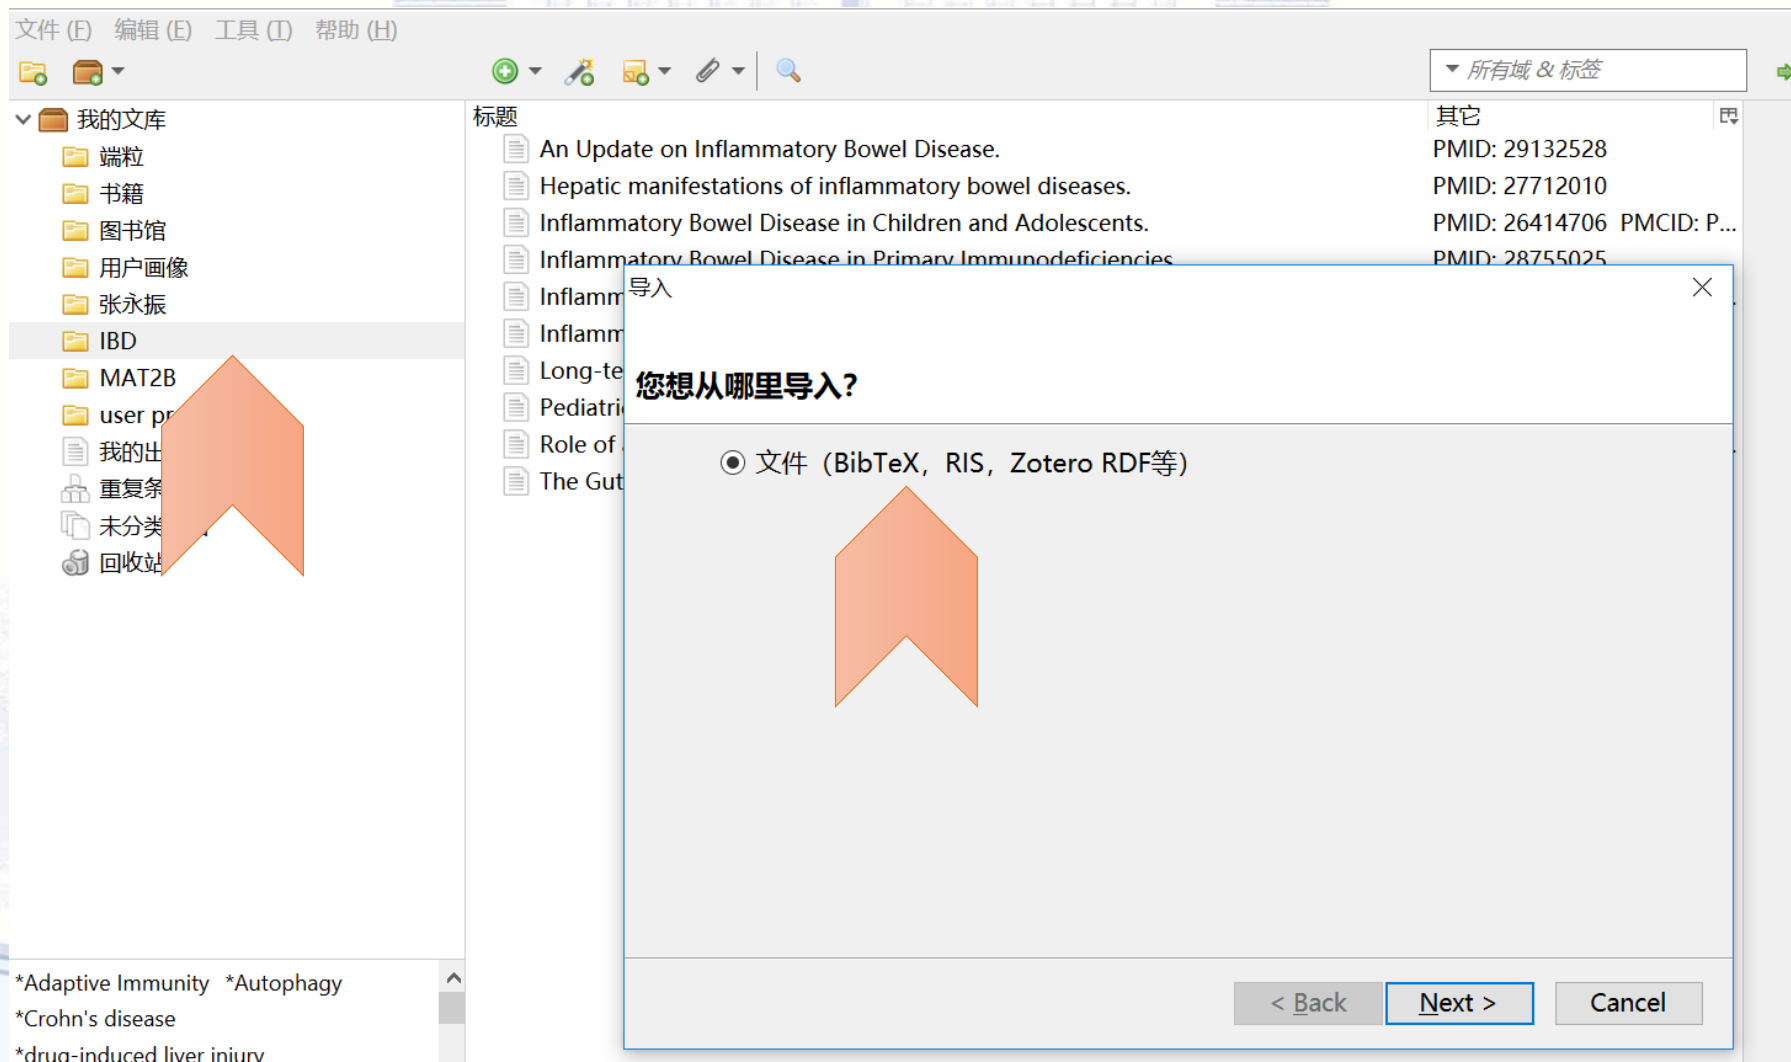 文件 (F) 编辑 (E) 工具 (T) 帮助 (H)
所有域 & 标签
我的文库
端粒
书籍
图书馆
用户画像
张永振
IBD
MAT2B
user
我的出
重复条
未分类
回收站
标题 其它
An Update on Inflammatory Bowel Disease. PMID: 29132528
Hepatic manifestations of inflammatory bowel diseases. PMID: 27712010
Inflammatory Bowel Disease in Children and Adolescents. PMID: 26414706 PMCID: P...
Inflammatory Bowel Disease in Primary Immunodeficiencies PMID: 28755025
Inflamm
Inflamm
Long-te
Pediatri
Role of
The Gut
导入
您想从哪里导入?
文件（BibTeX，RIS，Zotero RDF等）
< Back Next > Cancel
*Adaptive Immunity *Autophagy
*Crohn's disease
*drug-induced liver injury